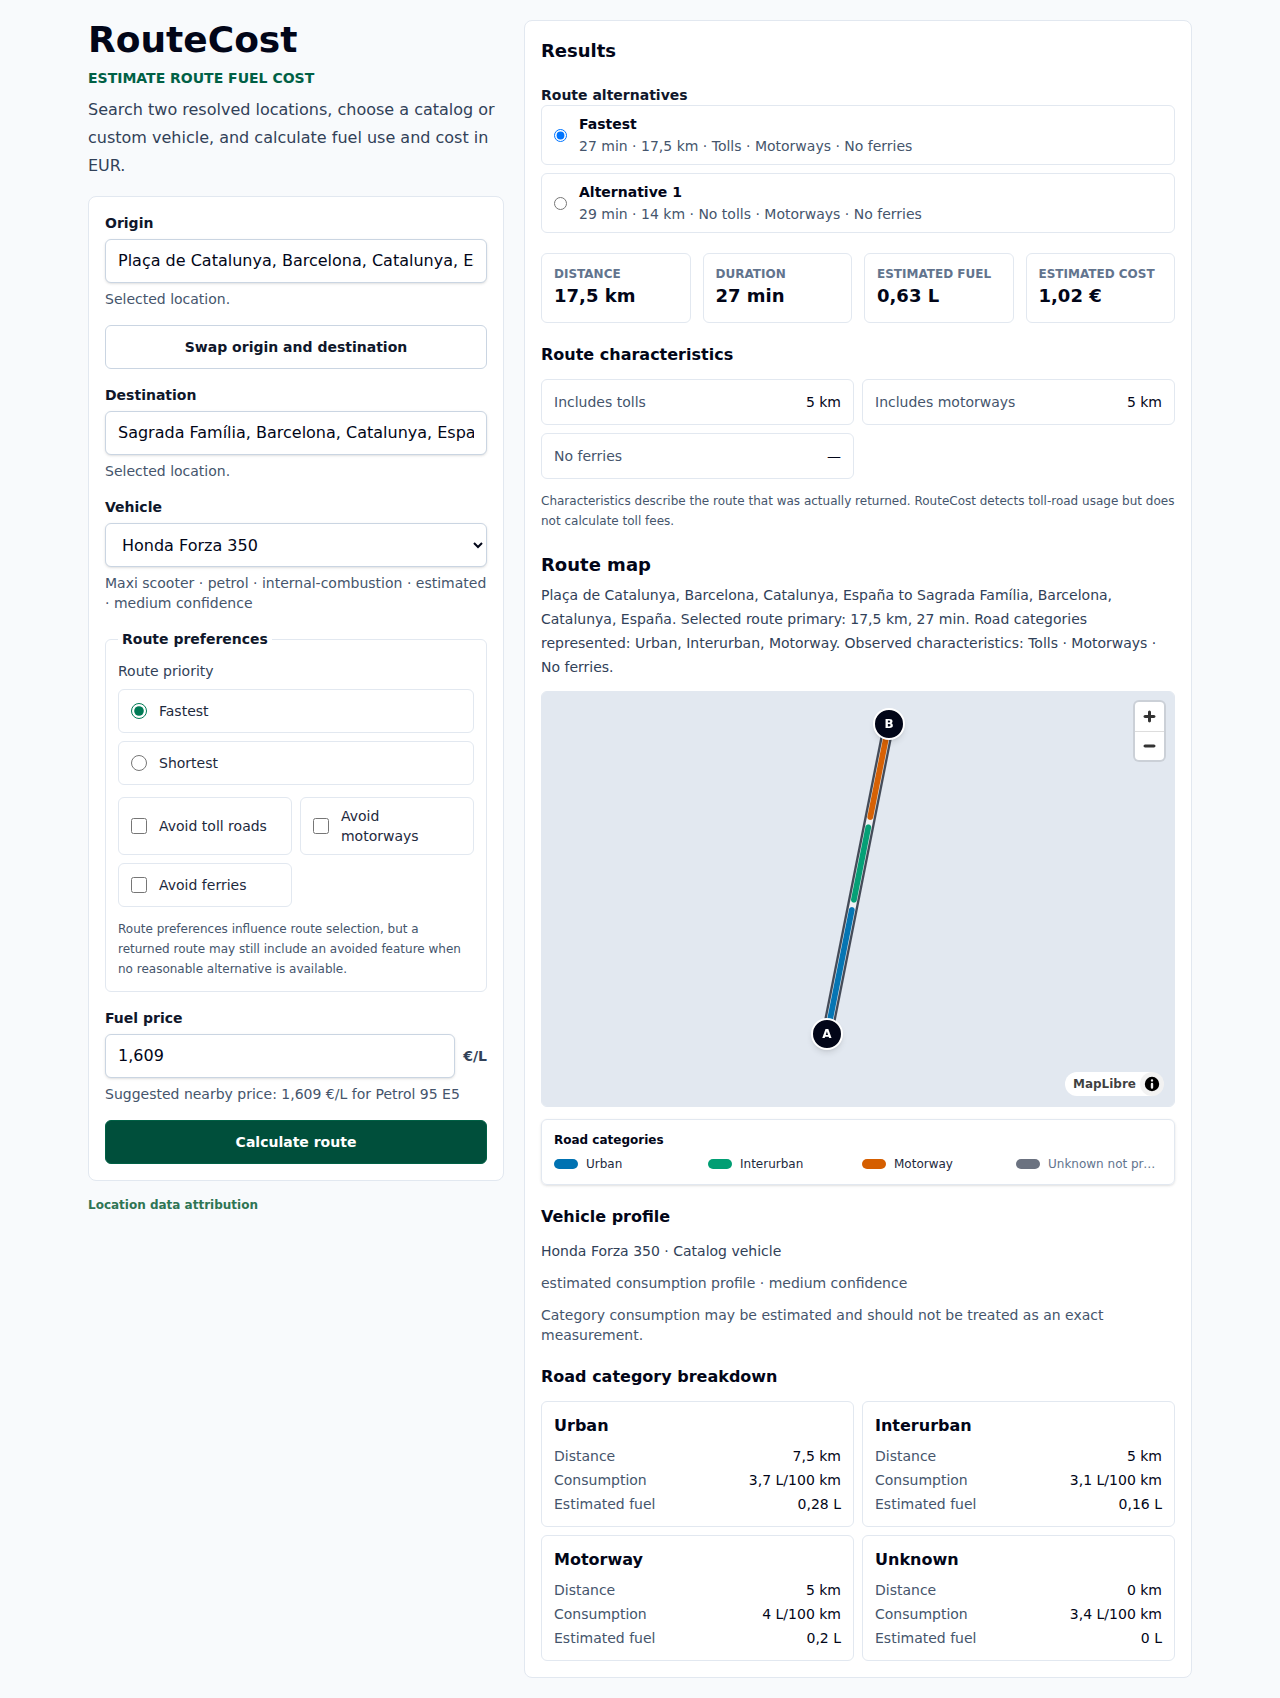 RouteCost
ESTIMATE ROUTE FUEL COST
Search two resolved locations, choose a catalog or
custom vehicle, and calculate fuel use and cost in
EUR.
Origin
Plaça de Catalunya, Barcelona, Catalunya, E
Selected location.
Swap origin and destination
Destination
Sagrada Família, Barcelona, Catalunya, Espa
Selected location.
Vehicle
Honda Forza 350
Maxi scooter · petrol · internal-combustion · estimated
· medium confidence
Route preferences
Route priority
Fastest
Shortest
Avoid toll roads
Avoid
motorways
Avoid ferries
Route preferences influence route selection, but a
returned route may still include an avoided feature when
no reasonable alternative is available.
Fuel price
1,609 €/L
Suggested nearby price: 1,609 €/L for Petrol 95 E5
Calculate route
Location data attribution
Results
Route alternatives
Fastest
27 min · 17,5 km · Tolls · Motorways · No ferries
Alternative 1
29 min · 14 km · No tolls · Motorways · No ferries
DISTANCE
17,5 km
DURATION
27 min
ESTIMATED FUEL
0,63 L
ESTIMATED COST
1,02 €
Route characteristics
Includes tolls 5 km
Includes motorways 5 km
No ferries —
Characteristics describe the route that was actually returned. RouteCost detects toll-road usage but does
not calculate toll fees.
Route map
Plaça de Catalunya, Barcelona, Catalunya, España to Sagrada Família, Barcelona,
Catalunya, España. Selected route primary: 17,5 km, 27 min. Road categories
represented: Urban, Interurban, Motorway. Observed characteristics: Tolls · Motorways ·
No ferries.
B
A
MapLibre
Road categories
Urban
Interurban
Motorway
Unknown not pr…
Vehicle profile
Honda Forza 350 · Catalog vehicle
estimated consumption profile · medium confidence
Category consumption may be estimated and should not be treated as an exact
measurement.
Road category breakdown
Urban
Distance 7,5 km
Consumption 3,7 L/100 km
Estimated fuel 0,28 L
Interurban
Distance 5 km
Consumption 3,1 L/100 km
Estimated fuel 0,16 L
Motorway
Distance 5 km
Consumption 4 L/100 km
Estimated fuel 0,2 L
Unknown
Distance 0 km
Consumption 3,4 L/100 km
Estimated fuel 0 L